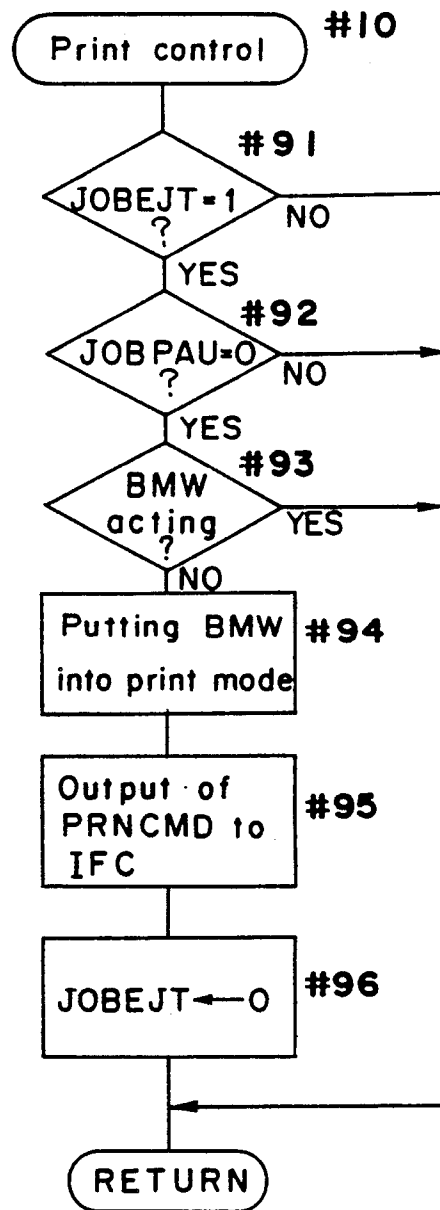 #10
Print control
#91
JOBEJT=1
?
NO
YES
#92
JOBPAU=0
?
NO
YES
#93
BMW
acting
?
YES
NO
Putting BMW
into print mode
#94
Output of
PRNCMD to
IFC
#95
JOBEJT←0
#96
RETURN